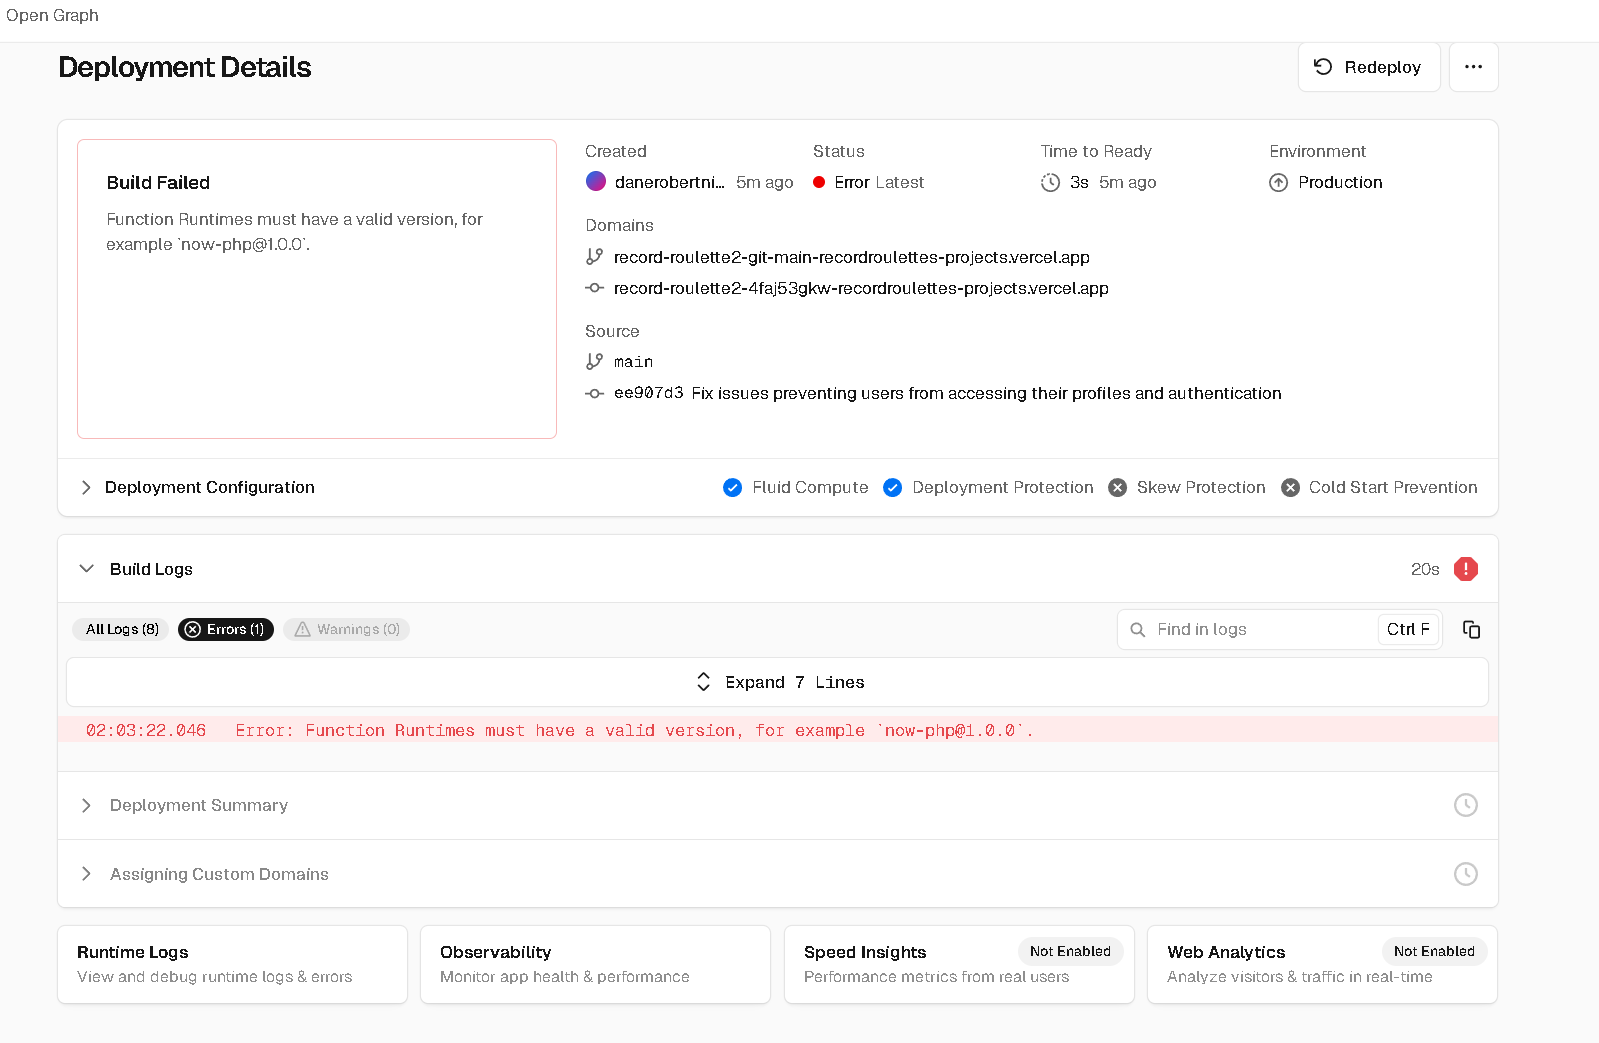 Open Graph
Deployment Details
Redeploy
Build Failed
Function Runtimes must have a valid version, for
example `now-php@1.0.0`.
Created
danerobertni... 5m ago
Status
Error Latest
Time to Ready
3s 5m ago
Environment
Production
Domains
record-roulette2-git-main-recordroulettes-projects.vercel.app
record-roulette2-4faj53gkw-recordroulettes-projects.vercel.app
Source
main
ee907d3 Fix issues preventing users from accessing their profiles and authentication
Deployment Configuration
Fluid Compute
Deployment Protection
Skew Protection
Cold Start Prevention
Build Logs
20s
All Logs (8)
Errors (1)
Warnings (0)
Find in logs
Ctrl F
Expand 7 Lines
02:03:22.046 Error: Function Runtimes must have a valid version, for example `now-php@1.0.0`.
Deployment Summary
Assigning Custom Domains
Runtime Logs
View and debug runtime logs & errors
Observability
Monitor app health & performance
Speed Insights
Not Enabled
Performance metrics from real users
Web Analytics
Not Enabled
Analyze visitors & traffic in real-time